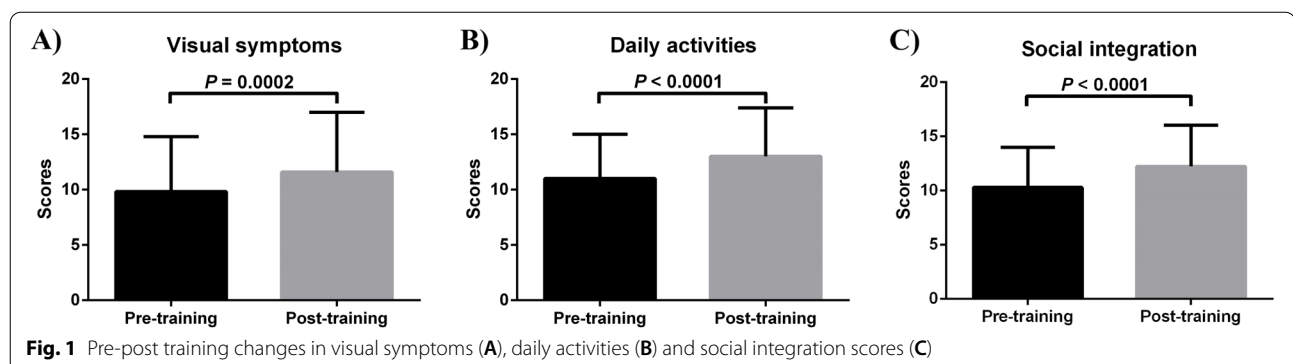 A)
Visual symptoms
P = 0.0002
20
15
10
5
0
Scores
Pre-training
Post-training
B)
Daily activities
P < 0.0001
20
15
10
5
0
Scores
Pre-training
Post-training
C)
Social integration
P < 0.0001
20
15
10
5
0
Scores
Pre-training
Post-training
Fig. 1 Pre-post training changes in visual symptoms (A), daily activities (B) and social integration scores (C)